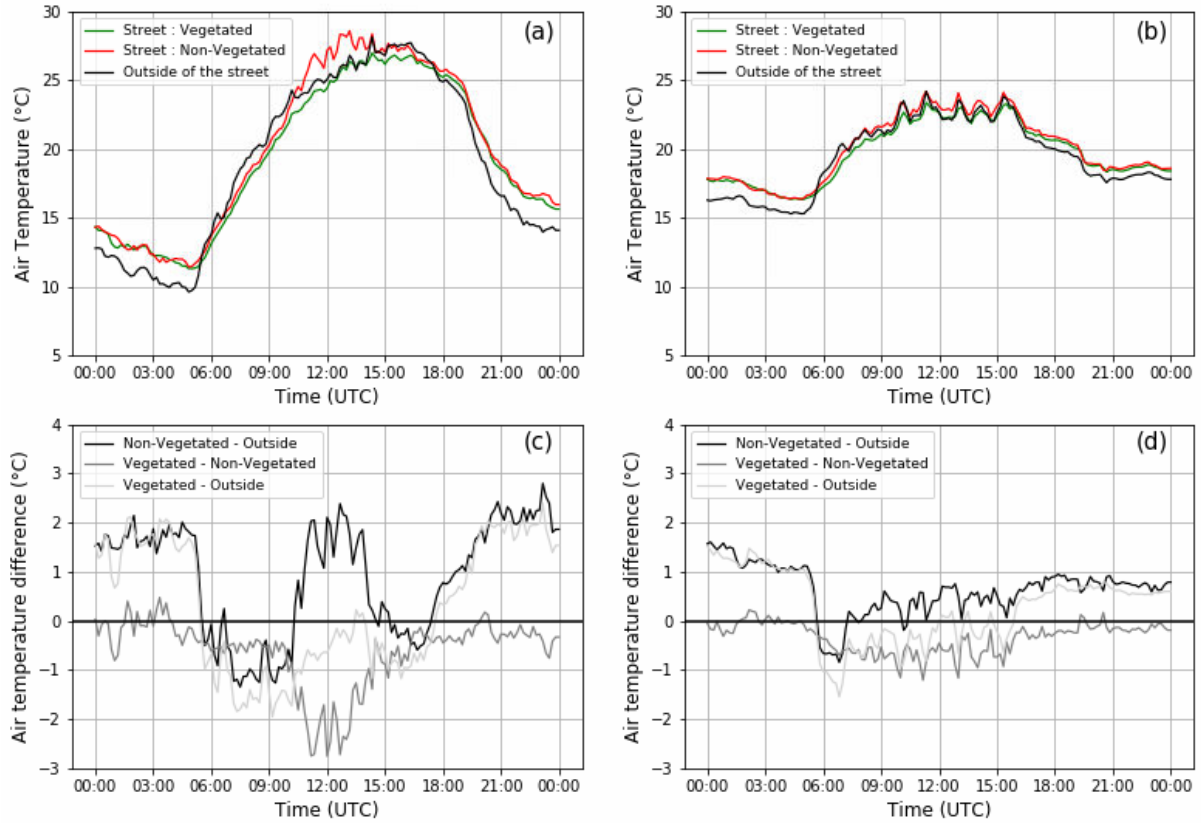 (a)
Street : Vegetated
Street : Non-Vegetated
Outside of the street
Air Temperature (°C)
30
25
20
15
10
5
00:00 03:00 06:00 09:00 12:00 15:00 18:00 21:00 00:00
Time (UTC)
(b)
Street : Vegetated
Street : Non-Vegetated
Outside of the street
Air Temperature (°C)
30
25
20
15
10
5
00:00 03:00 06:00 09:00 12:00 15:00 18:00 21:00 00:00
Time (UTC)
(c)
Non-Vegetated - Outside
Vegetated - Non-Vegetated
Vegetated - Outside
Air temperature difference (°C)
4
3
2
1
0
−1
−2
−3
00:00 03:00 06:00 09:00 12:00 15:00 18:00 21:00 00:00
Time (UTC)
(d)
Non-Vegetated - Outside
Vegetated - Non-Vegetated
Vegetated - Outside
Air temperature difference (°C)
4
3
2
1
0
−1
−2
−3
00:00 03:00 06:00 09:00 12:00 15:00 18:00 21:00 00:00
Time (UTC)